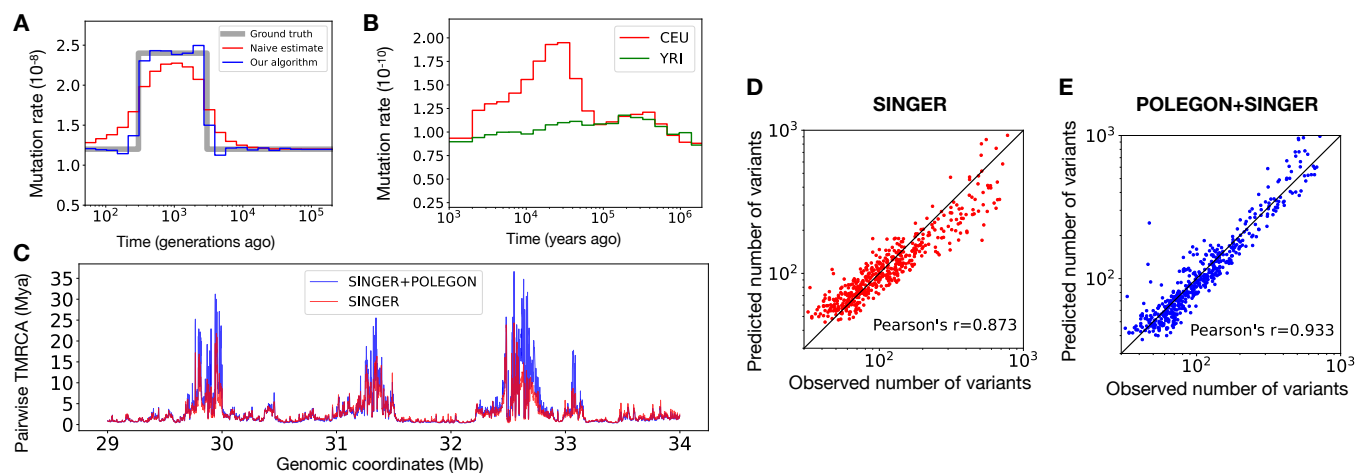 A
Mutation rate (10⁻⁸)
2.5
2.0
1.5
1.0
0.5
Ground truth
Naive estimate
Our algorithm
10² 10³ 10⁴ 10⁵
Time (generations ago)
B
Mutation rate (10⁻¹⁰)
2.00
1.75
1.50
1.25
1.00
0.75
0.50
0.25
CEU
YRI
10³ 10⁴ 10⁵ 10⁶
Time (years ago)
C
Pairwise TMRCA (Mya)
35
30
25
20
15
10
5
0
SINGER+POLEGON
SINGER
29 30 31 32 33 34
Genomic coordinates (Mb)
D
SINGER
Predicted number of variants
10³
10²
Pearson's r=0.873
10² 10³
Observed number of variants
E
POLEGON+SINGER
Predicted number of variants
10³
10²
Pearson's r=0.933
10² 10³
Observed number of variants